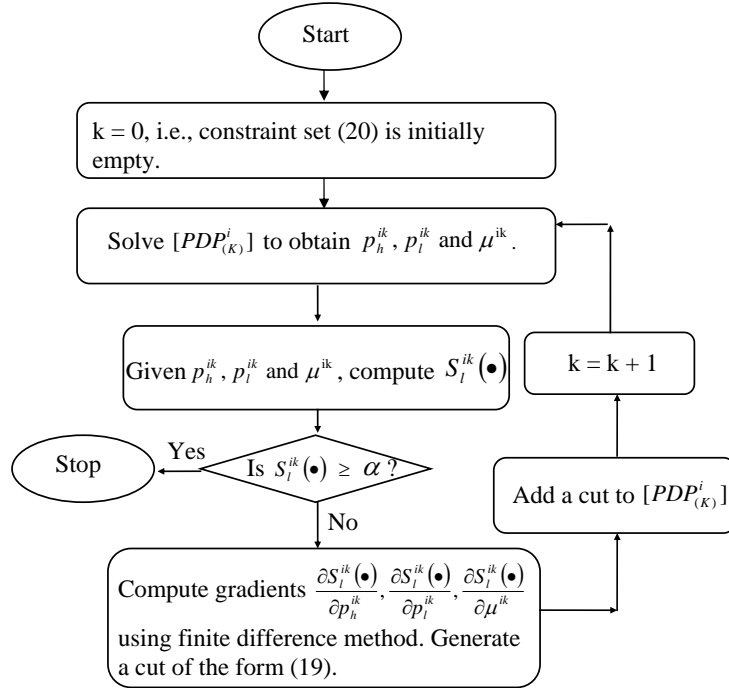 Start
k = 0, i.e., constraint set (20) is initially
empty.
Solve [PDP^i_(K)] to obtain p_h^{ik}, p_l^{ik} and μ^{ik}.
Given p_h^{ik}, p_l^{ik} and μ^{ik}, compute S_l^{ik}(•)
Is S_l^{ik}(•) ≥ α?
Yes
Stop
No
Compute gradients ∂S_l^{ik}(•)/∂p_h^{ik}, ∂S_l^{ik}(•)/∂p_l^{ik}, ∂S_l^{ik}(•)/∂μ^{ik}
using finite difference method. Generate
a cut of the form (19).
Add a cut to [PDP^i_(K)]
k = k + 1